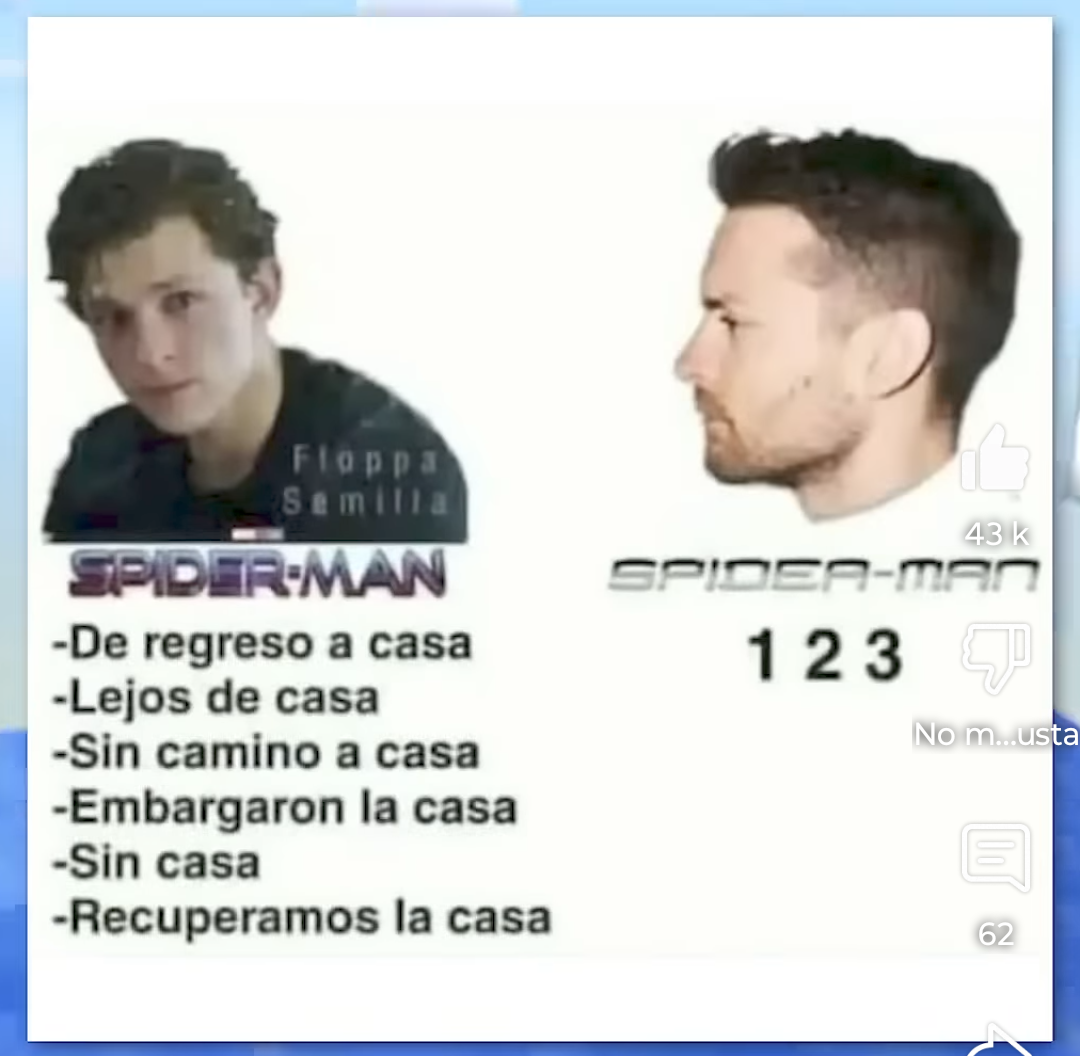 Floppa
Semilla
SPIDER-MAN
-De regreso a casa
-Lejos de casa
-Sin camino a casa
-Embargaron la casa
-Sin casa
-Recuperamos la casa
SPIDER-MAN
1 2 3
43 k
No m...usta
62